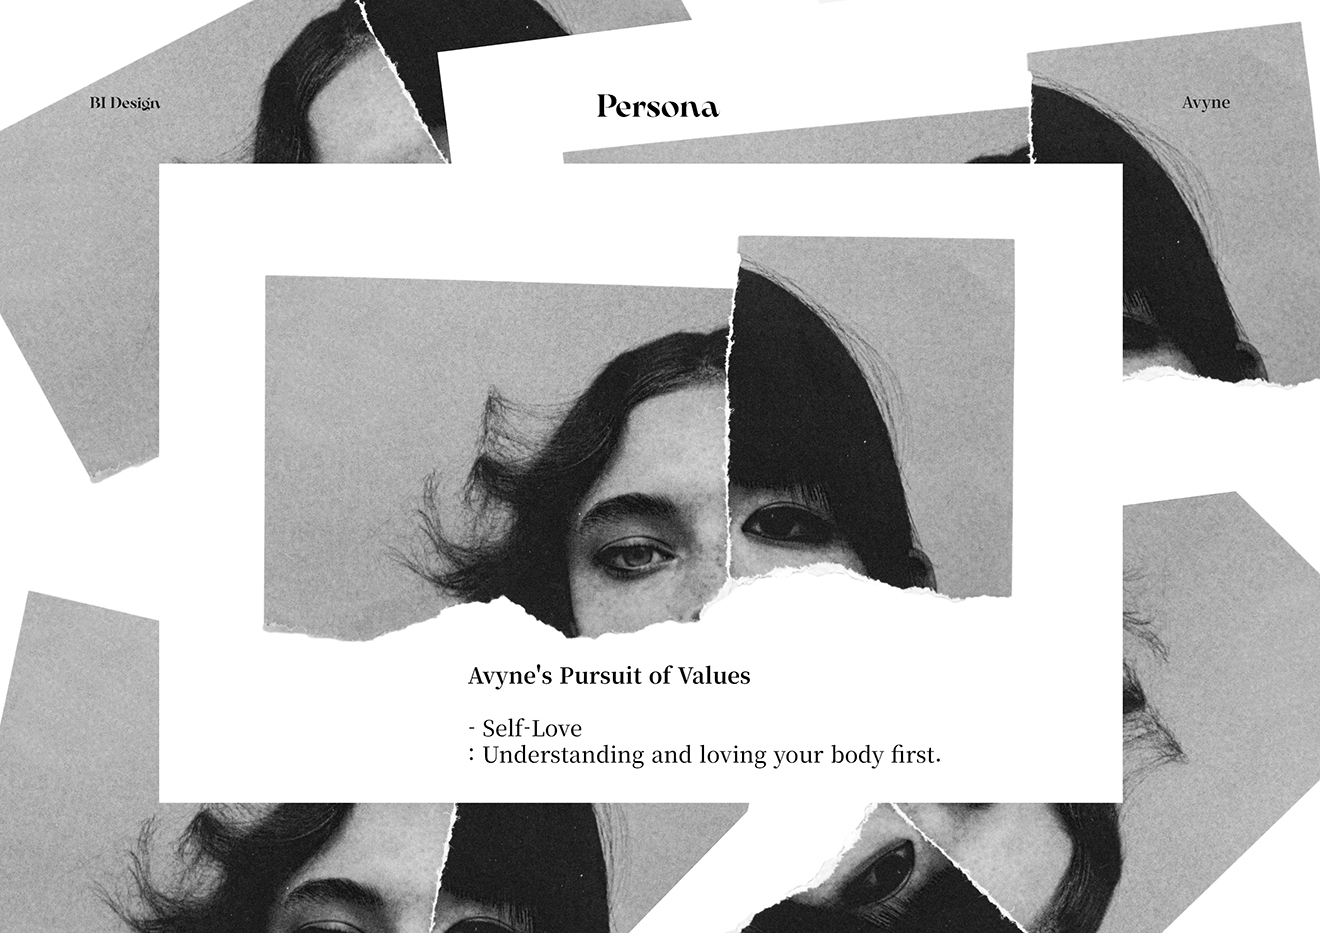 BI Design
Persona
Avyne
Avyne's Pursuit of Values
- Self-Love
: Understanding and loving your body first.